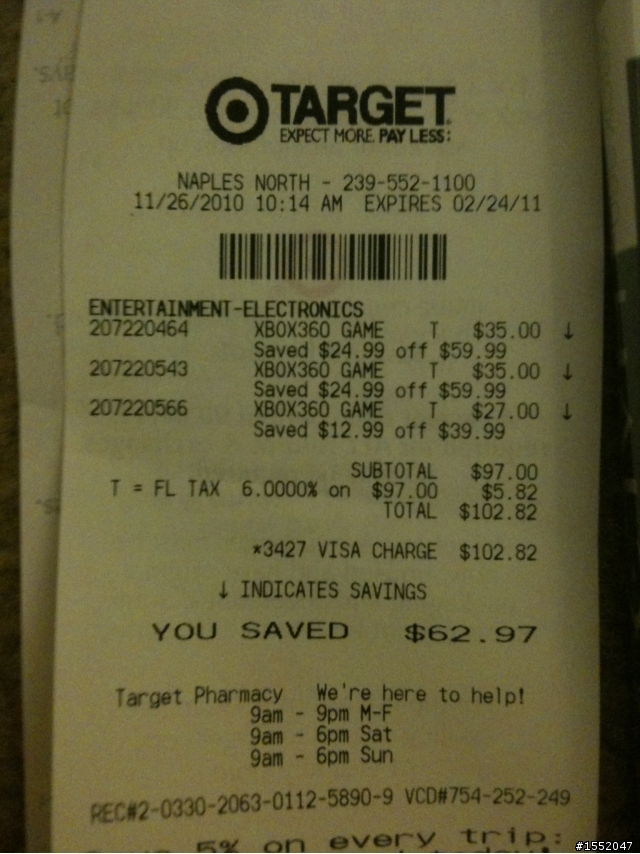 TARGET
EXPECT MORE. PAY LESS:
NAPLES NORTH - 239-552-1100
11/26/2010 10:14 AM EXPIRES 02/24/11
ENTERTAINMENT-ELECTRONICS
207220464 XBOX360 GAME T $35.00 ↓
Saved $24.99 off $59.99
207220543 XBOX360 GAME T $35.00 ↓
Saved $24.99 off $59.99
207220566 XBOX360 GAME T $27.00 ↓
Saved $12.99 off $39.99
SUBTOTAL $97.00
T = FL TAX 6.0000% on $97.00 $5.82
TOTAL $102.82
*3427 VISA CHARGE $102.82
↓ INDICATES SAVINGS
YOU SAVED $62.97
Target Pharmacy We're here to help!
9am - 9pm M-F
9am - 6pm Sat
9am - 6pm Sun
REC#2-0330-2063-0112-5890-9 VCD#754-252-249
5% on every trip:
#1552047